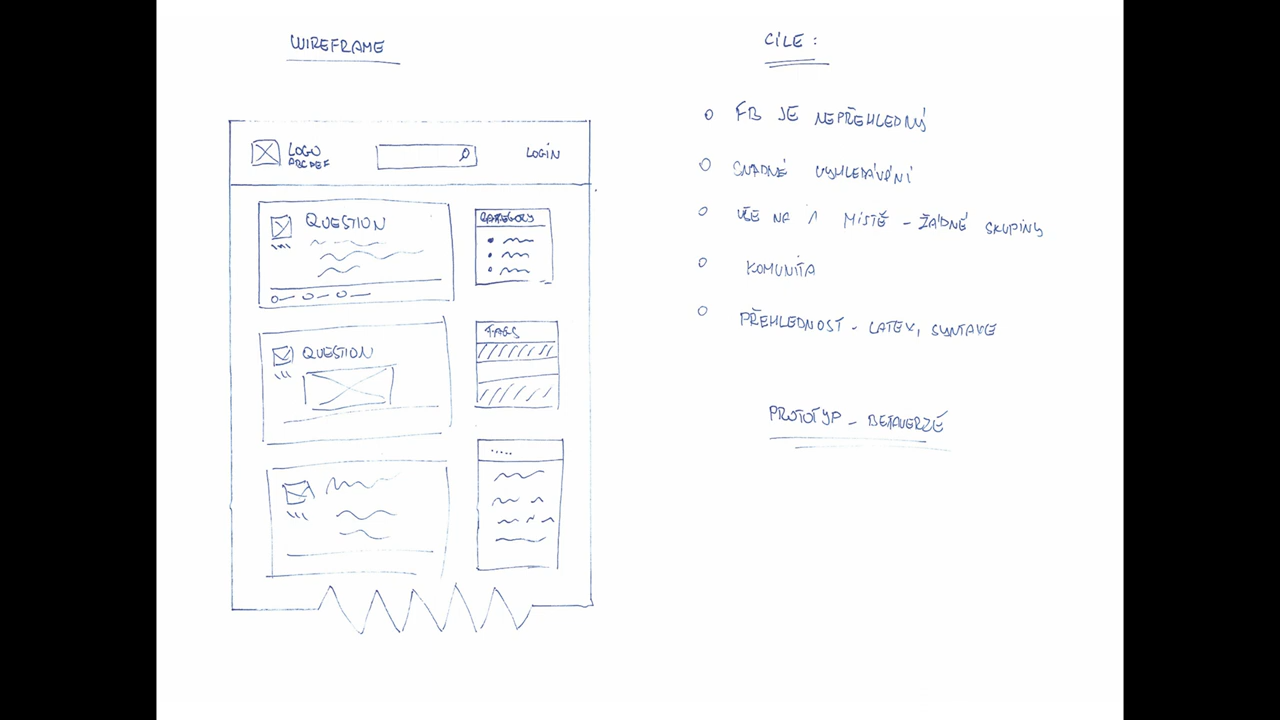 WIREFRAME
LOGO
ABCDEF
LOGIN
QUESTION
CATEGORY
QUESTION
TAGS
.....
CÍLE :
FB JE NEPŘEHLEDNÝ
SNADNÉ VYHLEDÁVÁNÍ
VŠE NA 1 MÍSTĚ - ŽÁDNÉ SKUPINY
KOMUNITA
PŘEHLEDNOST - LATEX, SYNTAXE
PROTOTYP - BETAVERZE